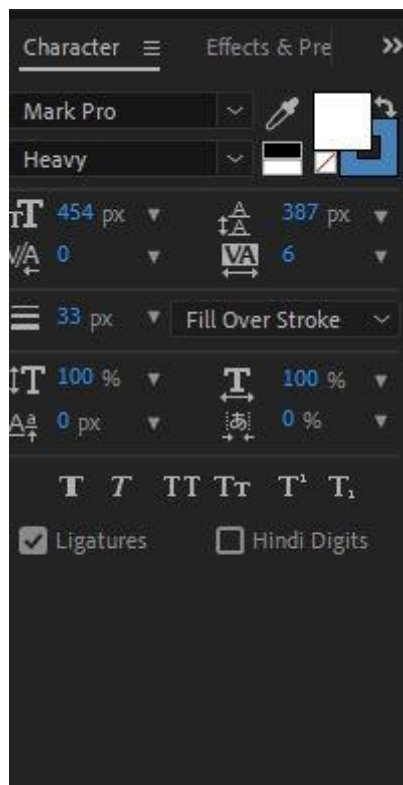 Character Effects & Pre
Mark Pro
Heavy
454 px 387 px
0 6
33 px Fill Over Stroke
100 % 100 %
0 px 0 %
T T TT Tт T¹ T₁
Ligatures Hindi Digits